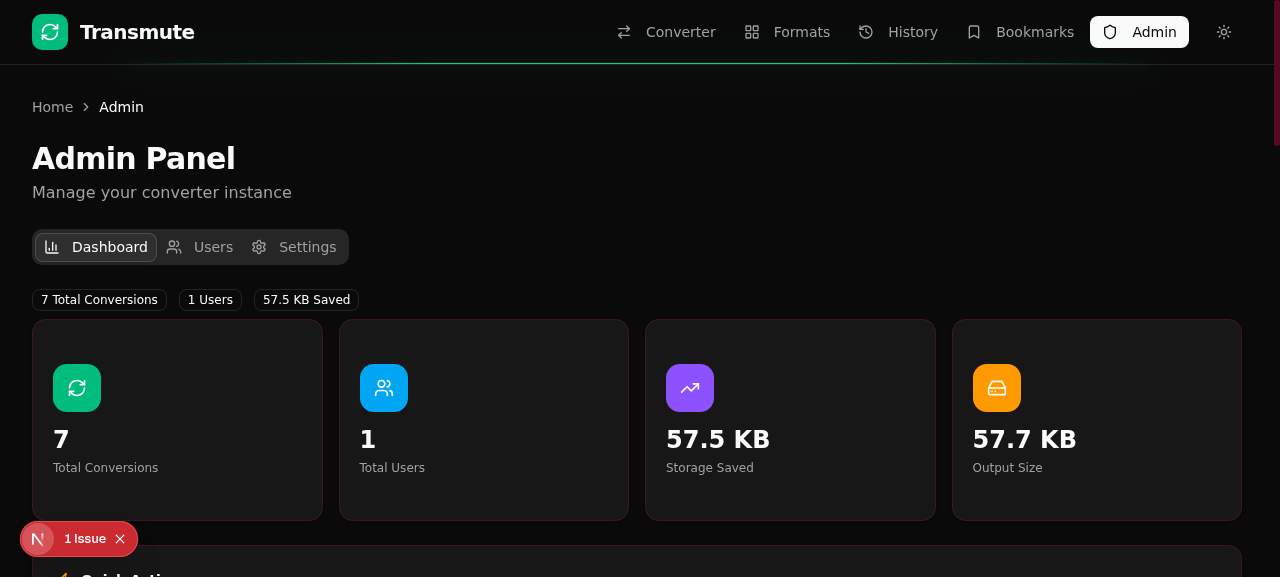 Transmute
Converter
Formats
History
Bookmarks
Admin
Home > Admin
Admin Panel
Manage your converter instance
Dashboard
Users
Settings
7 Total Conversions
1 Users
57.5 KB Saved
7
Total Conversions
1
Total Users
57.5 KB
Storage Saved
57.7 KB
Output Size
N 1 Issue